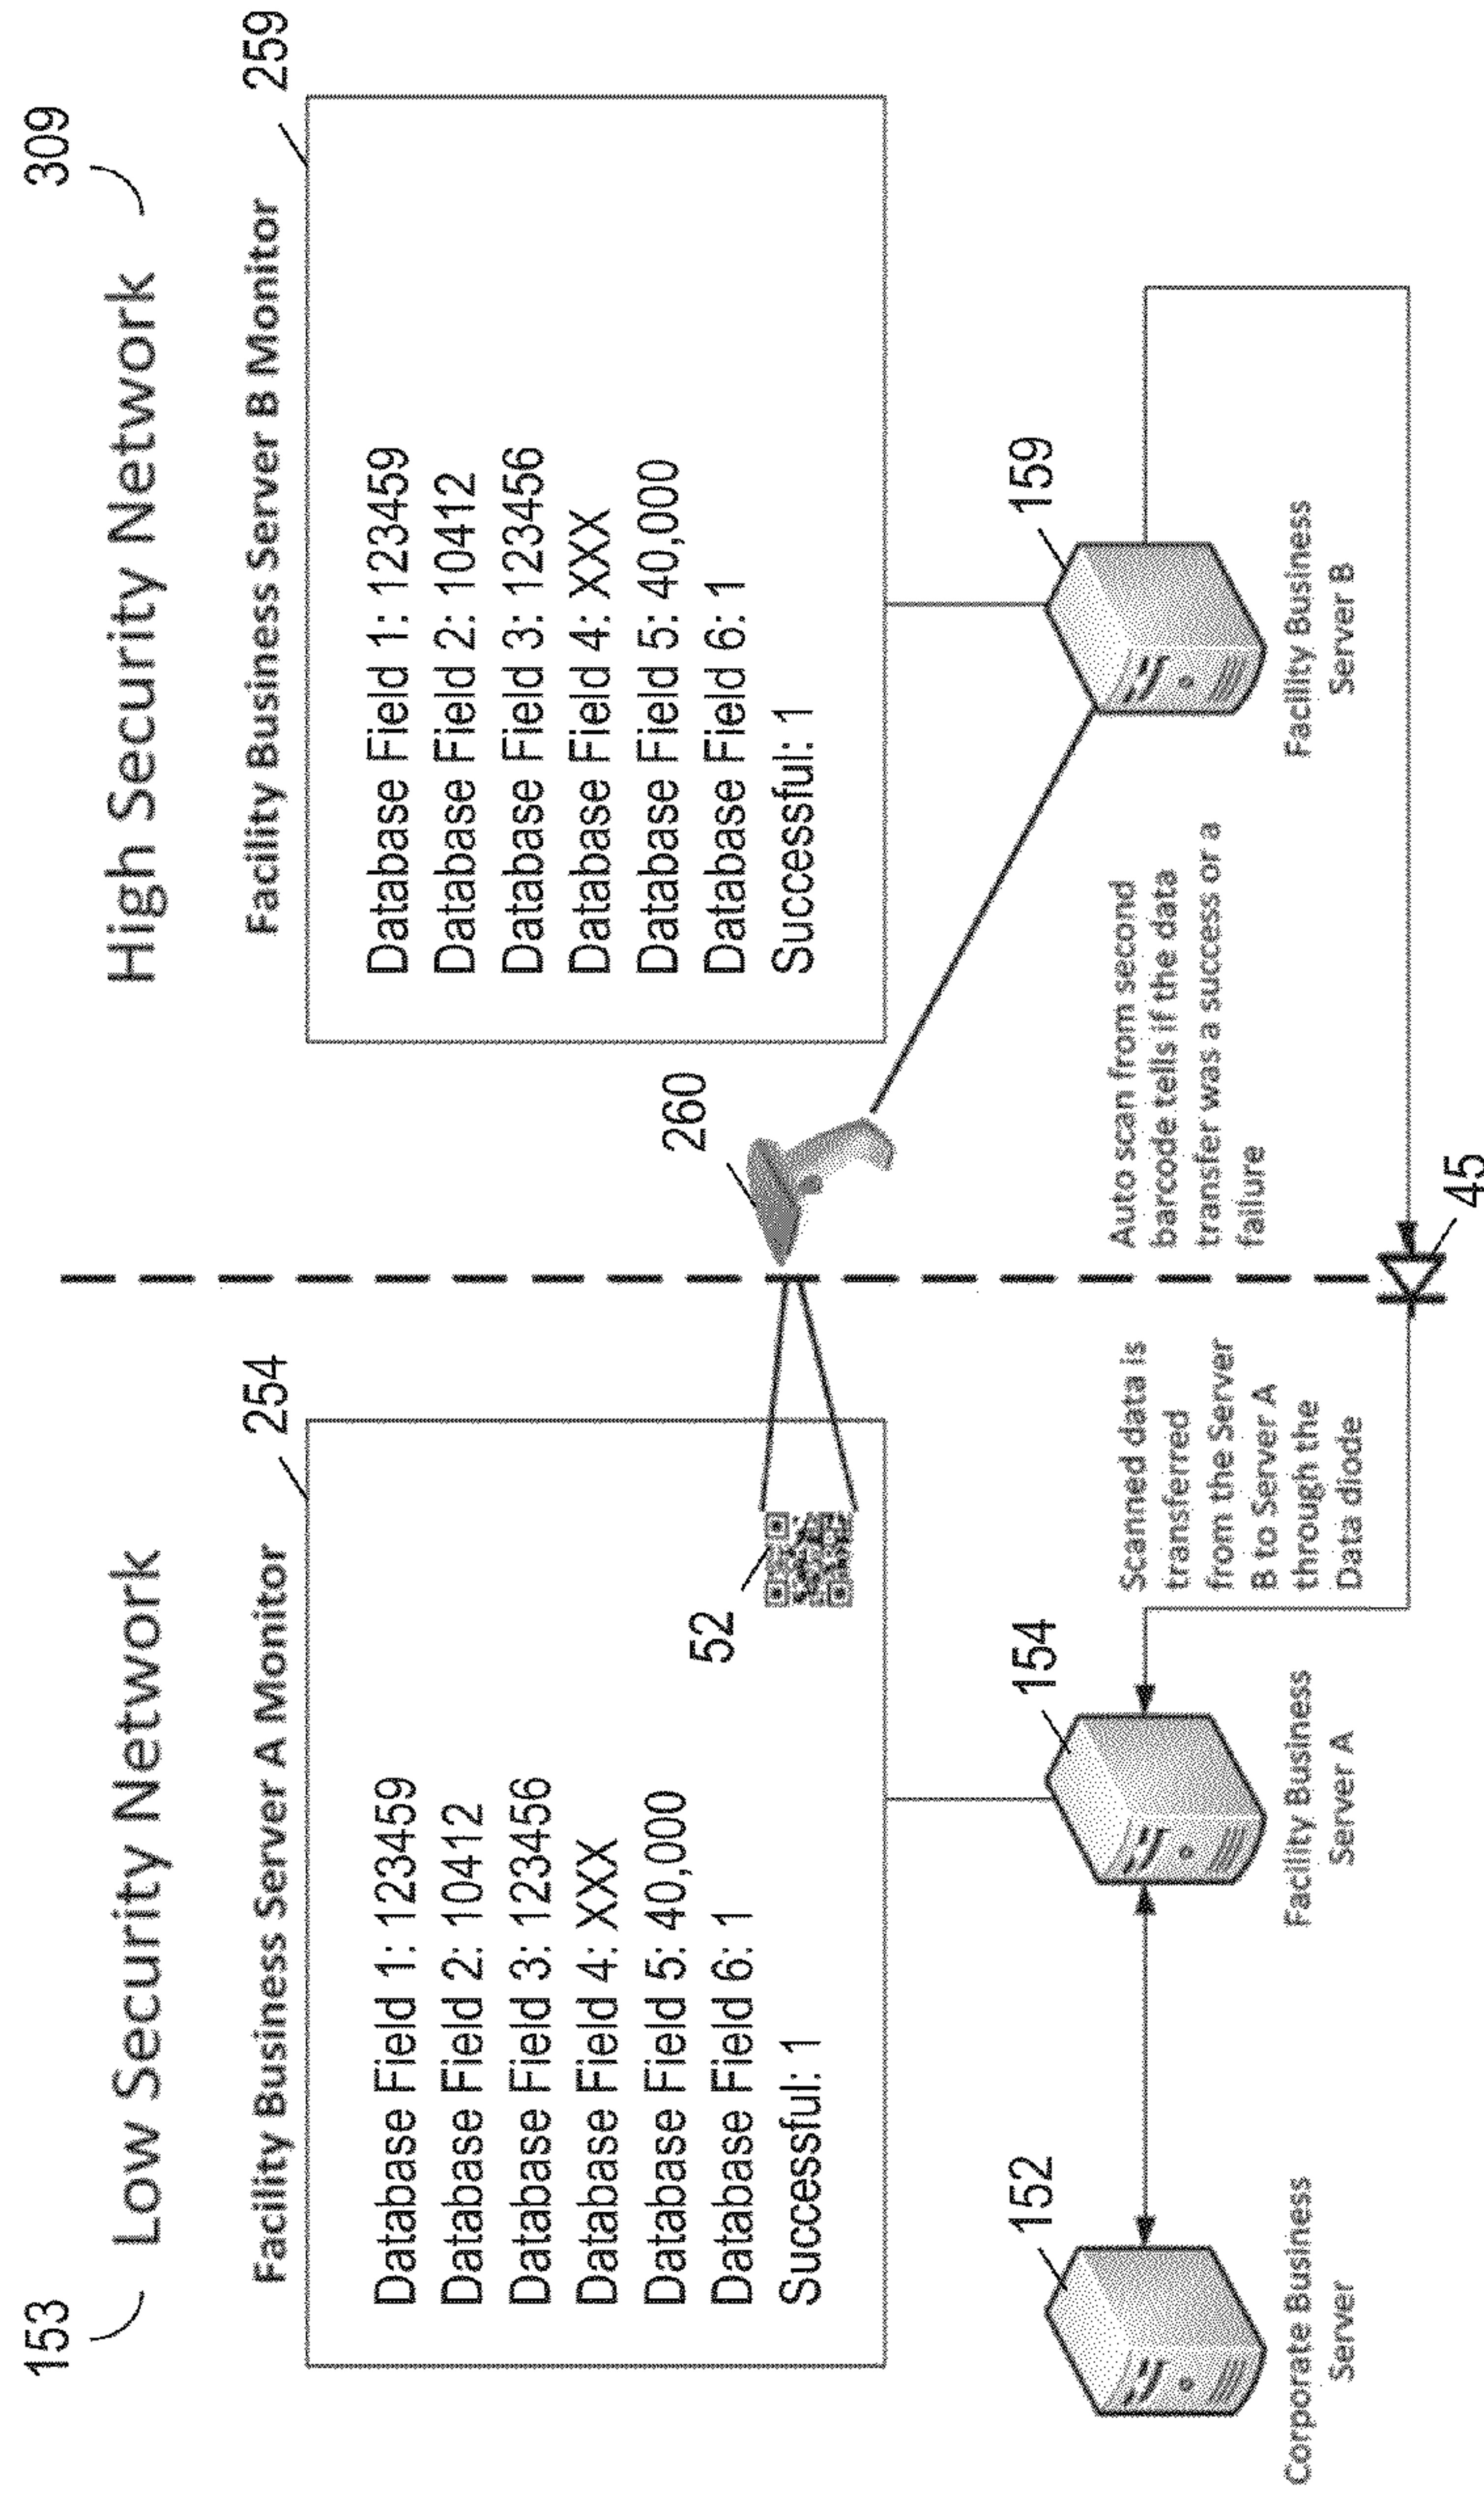 153
Low Security Network
High Security Network
309
Facility Business Server A Monitor
254
Database Field 1: 123459
Database Field 2: 10412
Database Field 3: 123456
Database Field 4: XXX
Database Field 5: 40,000
Database Field 6: 1
Successful: 1
52
Facility Business Server B Monitor
259
Database Field 1: 123459
Database Field 2: 10412
Database Field 3: 123456
Database Field 4: XXX
Database Field 5: 40,000
Database Field 6: 1
Successful: 1
260
152
Corporate Business
Server
154
Facility Business
Server A
Scanned data is
transferred
from the Server
B to Server A
through the
Data diode
Auto scan from second
barcode tells if the data
transfer was a success or a
failure
159
Facility Business
Server B
45